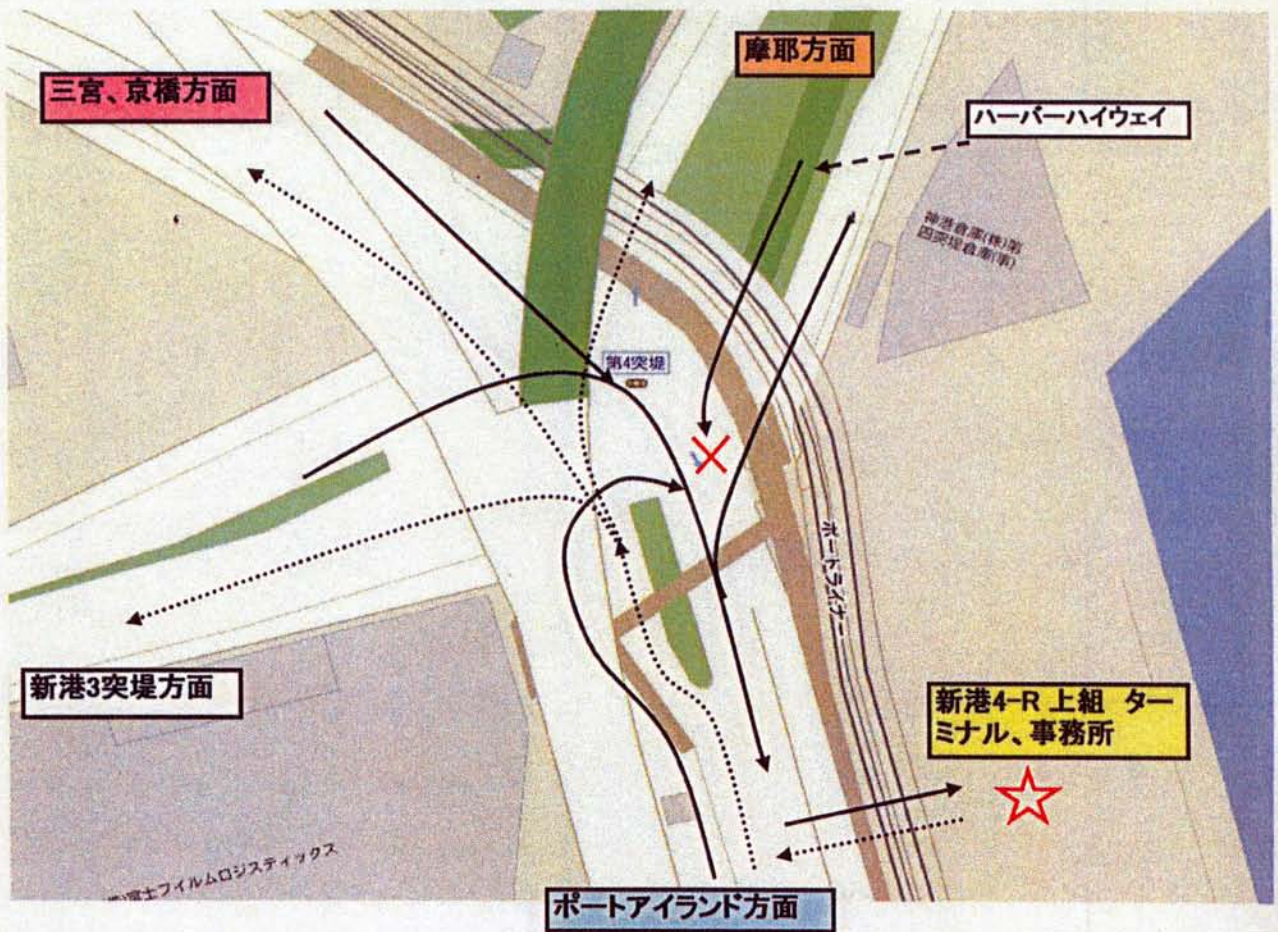 摩耶方面
三宮、京橋方面
ハーバーハイウェイ
神港倉庫(株)第
四突堤倉庫(事)
第4突堤
ポートライナー
新港3突堤方面
新港4-R 上組 ター
ミナル、事務所
富士フイルムロジスティックス
ポートアイランド方面